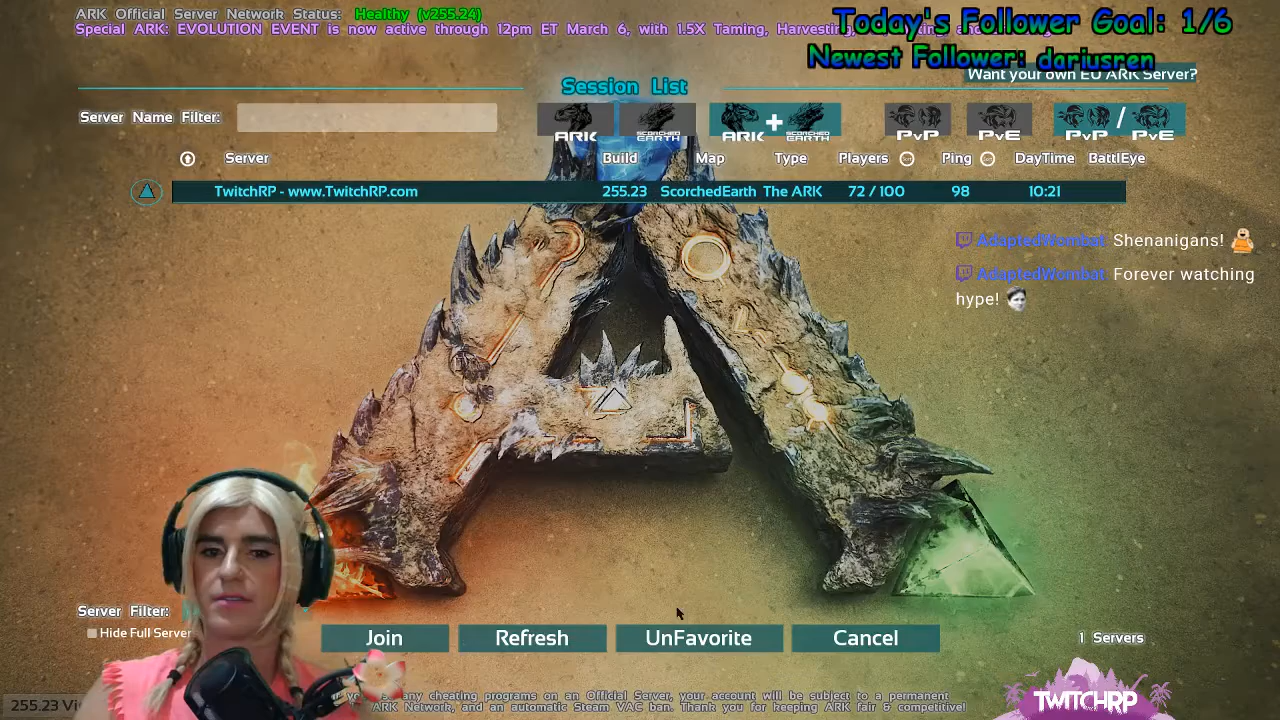 ARK Official Server Network Status: Healthy (v255.24)
Special ARK: EVOLUTION EVENT is now active through 12pm ET March 6, with 1.5X Taming, Harvesting,
Today's Follower Goal: 1/6
Newest Follower: dariusren
Want your own EU ARK Server?
Session List
Server Name Filter:
ARK
SCORCHED EARTH
ARK + SCORCHED EARTH
PvP
PvE
PvP / PvE
Server Build Map Type Players Ping DayTime BattlEye
TwitchRP - www.TwitchRP.com 255.23 ScorchedEarth The ARK 72 / 100 98 10:21
AdaptedWombat Shenanigans!
AdaptedWombat Forever watching
hype!
Server Filter:
Hide Full Server
Join
Refresh
UnFavorite
Cancel
1 Servers
any cheating programs on an Official Server, your account will be subject to a permanent
ARK Network, and an automatic Steam VAC ban. Thank you for keeping ARK fair & competitive!
255.23
TWITCHRP